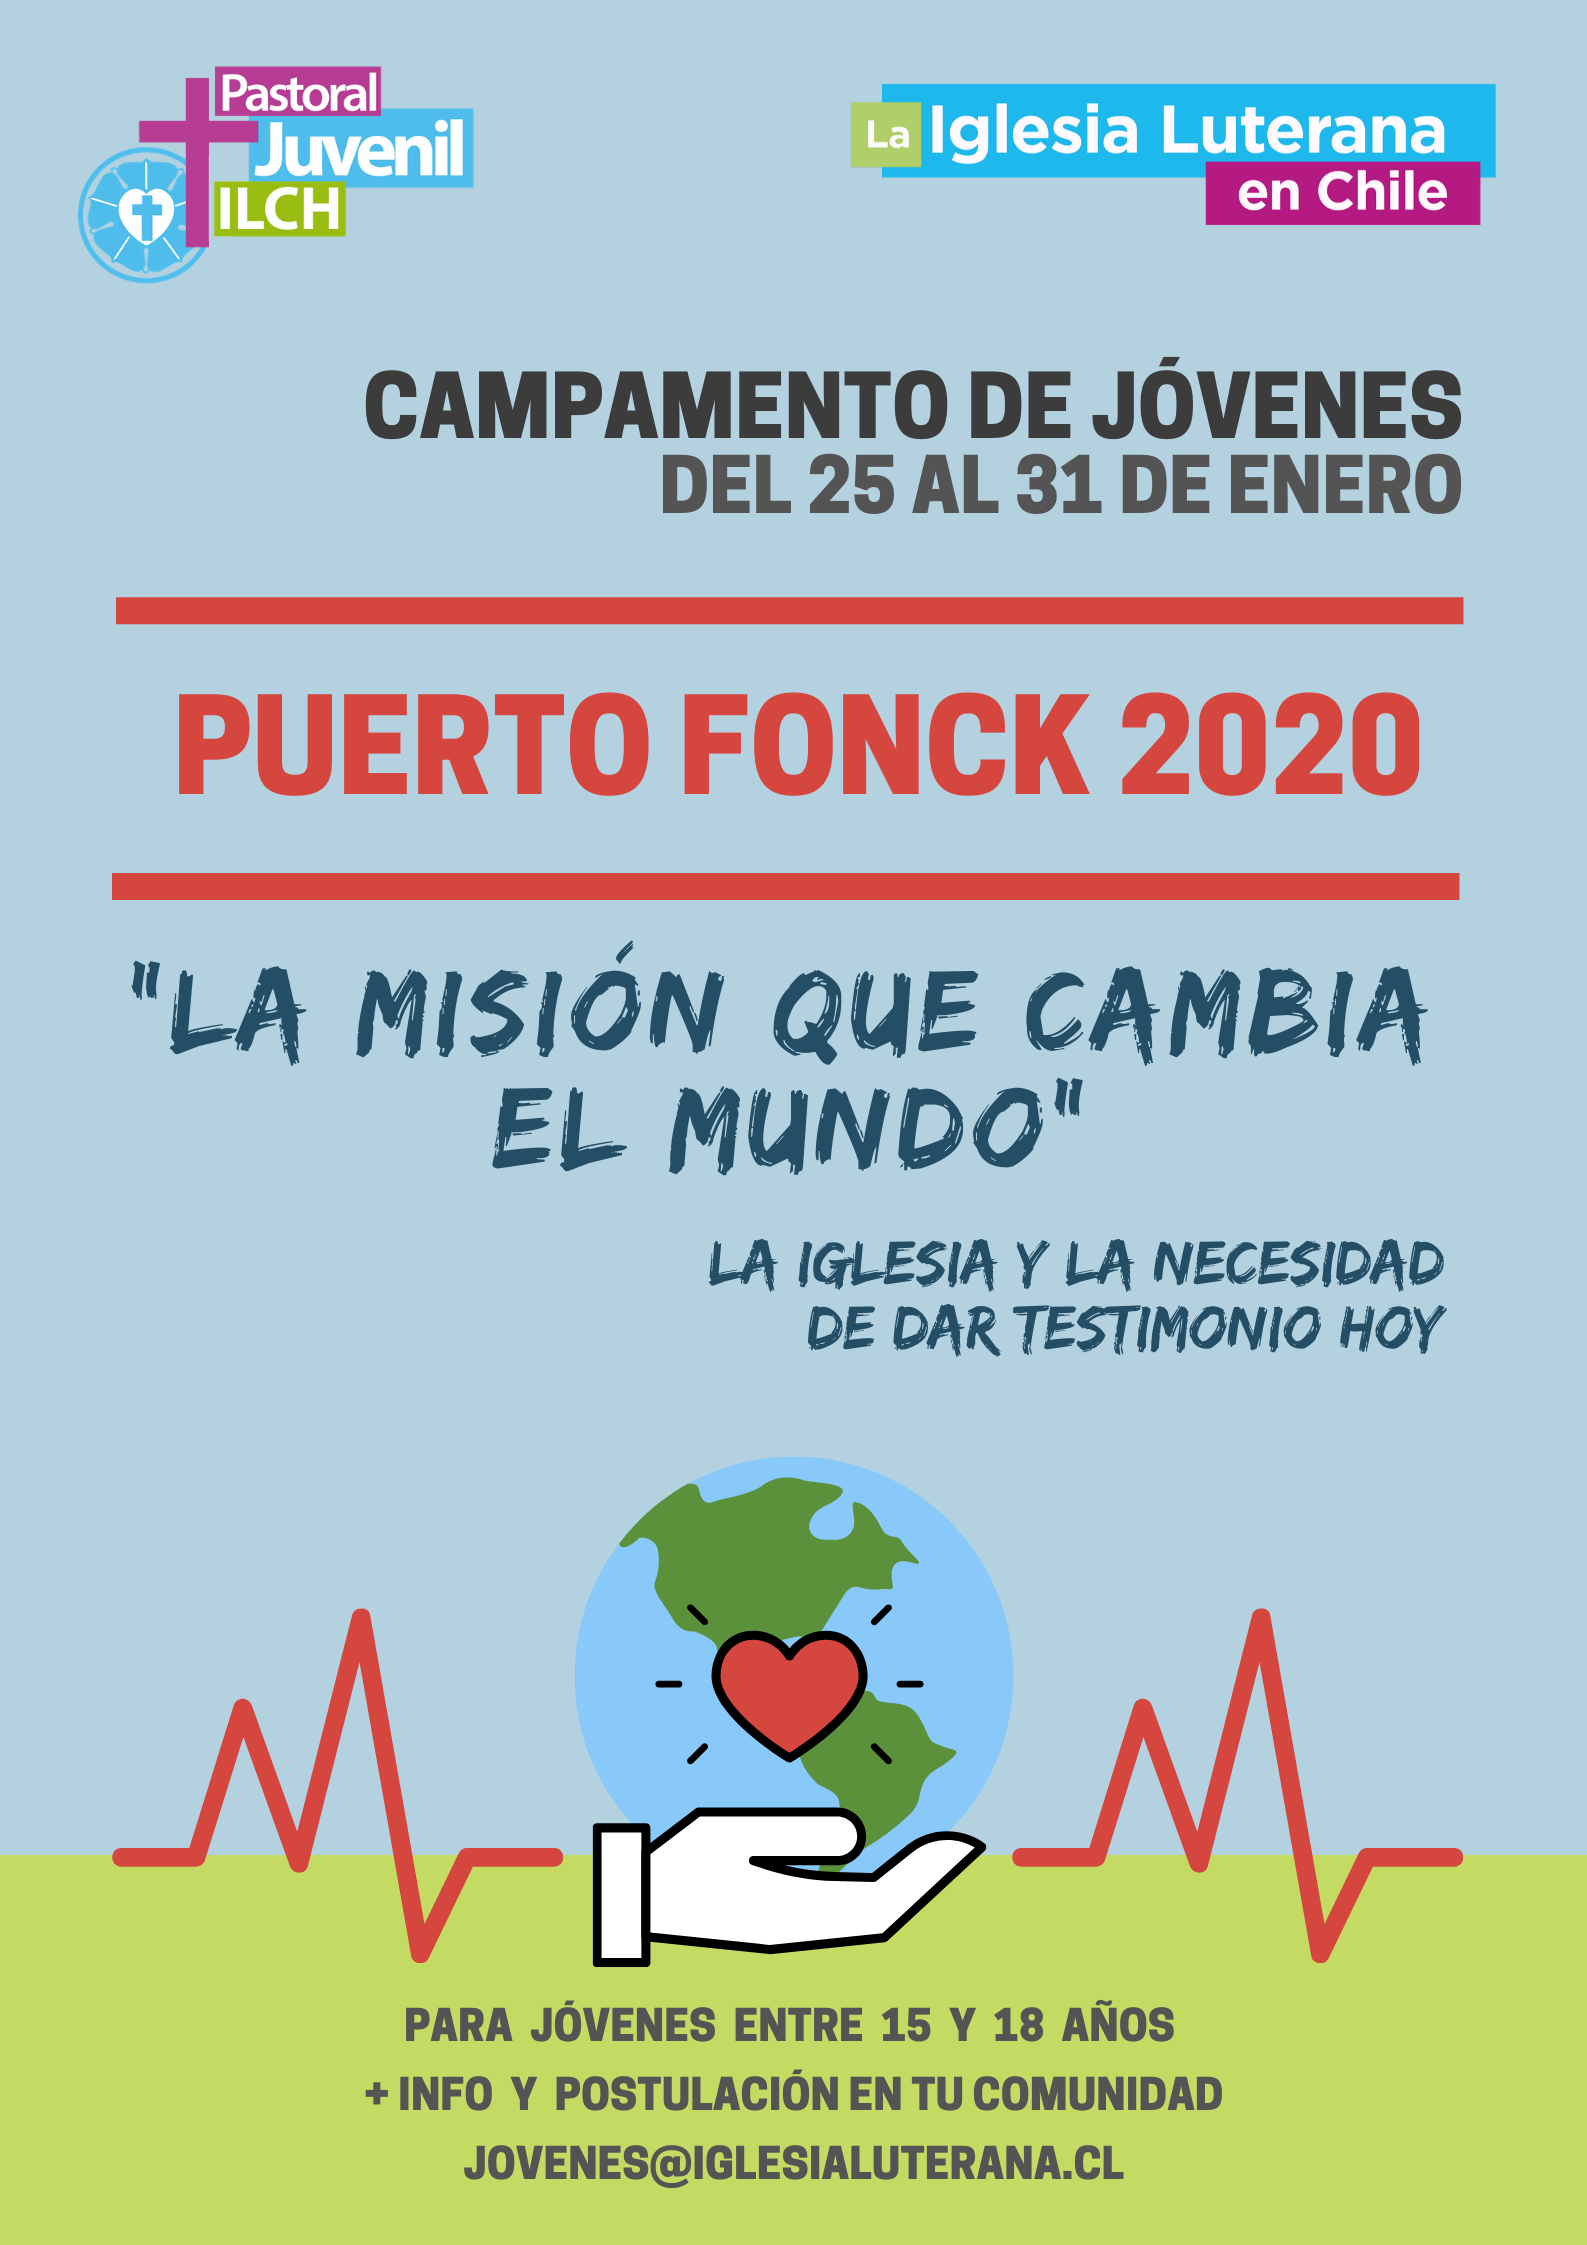 Pastoral
Juvenil
ILCH
La Iglesia Luterana
en Chile
CAMPAMENTO DE JÓVENES
DEL 25 AL 31 DE ENERO
PUERTO FONCK 2020
"LA MISIÓN QUE CAMBIA
EL MUNDO"
LA IGLESIA Y LA NECESIDAD
DE DAR TESTIMONIO HOY
PARA JÓVENES ENTRE 15 Y 18 AÑOS
+ INFO Y POSTULACIÓN EN TU COMUNIDAD
JOVENES@IGLESIALUTERANA.CL